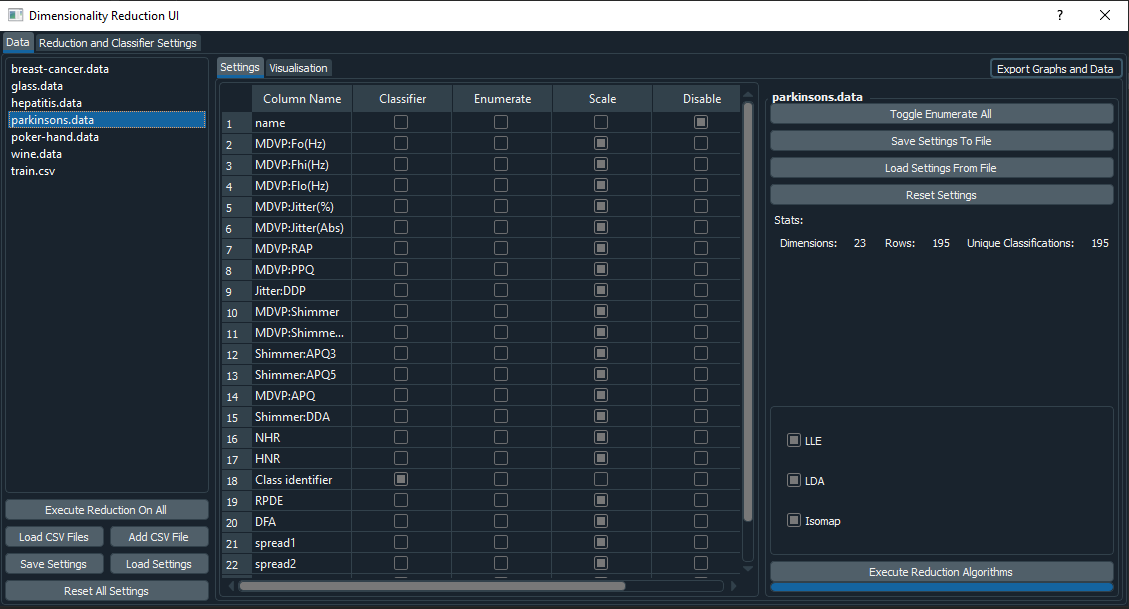 Dimensionality Reduction UI
?
Data Reduction and Classifier Settings
breast-cancer.data
glass.data
hepatitis.data
parkinsons.data
poker-hand.data
wine.data
train.csv
Execute Reduction On All
Load CSV Files Add CSV File
Save Settings Load Settings
Reset All Settings
Settings Visualisation
Export Graphs and Data
Column Name Classifier Enumerate Scale Disable
1 name
2 MDVP:Fo(Hz)
3 MDVP:Fhi(Hz)
4 MDVP:Flo(Hz)
5 MDVP:Jitter(%)
6 MDVP:Jitter(Abs)
7 MDVP:RAP
8 MDVP:PPQ
9 Jitter:DDP
10 MDVP:Shimmer
11 MDVP:Shimme...
12 Shimmer:APQ3
13 Shimmer:APQ5
14 MDVP:APQ
15 Shimmer:DDA
16 NHR
17 HNR
18 Class identifier
19 RPDE
20 DFA
21 spread1
22 spread2
parkinsons.data
Toggle Enumerate All
Save Settings To File
Load Settings From File
Reset Settings
Stats:
Dimensions: 23 Rows: 195 Unique Classifications: 195
LLE
LDA
Isomap
Execute Reduction Algorithms